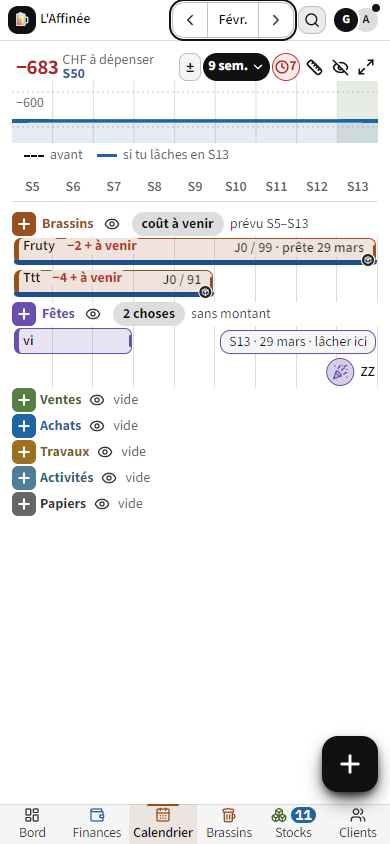 L'Affinée
Févr.
G
A
−683 CHF à dépenser
S50
±
9 sem.
7
−600
avant
si tu lâches en S13
S5 S6 S7 S8 S9 S10 S11 S12 S13
Brassins coût à venir prévu S5–S13
Fruty −2 + à venir J0 / 99 · prête 29 mars
Ttt −4 + à venir J0 / 91
Fêtes 2 choses sans montant
vi S13 · 29 mars · lâcher ici
ZZ
Ventes vide
Achats vide
Travaux vide
Activités vide
Papiers vide
+
11
Bord Finances Calendrier Brassins Stocks Clients